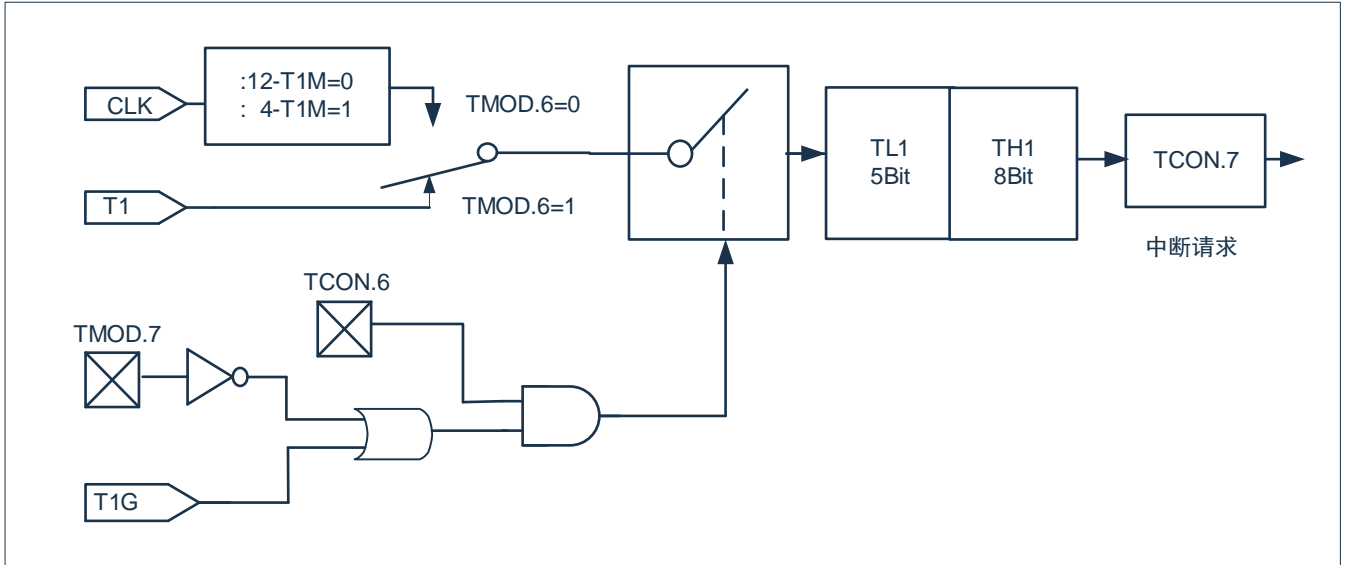 CLK
:12-T1M=0
: 4-T1M=1
TMOD.6=0
T1
TMOD.6=1
TL1
5Bit
TH1
8Bit
TCON.7
中断请求
TCON.6
TMOD.7
T1G